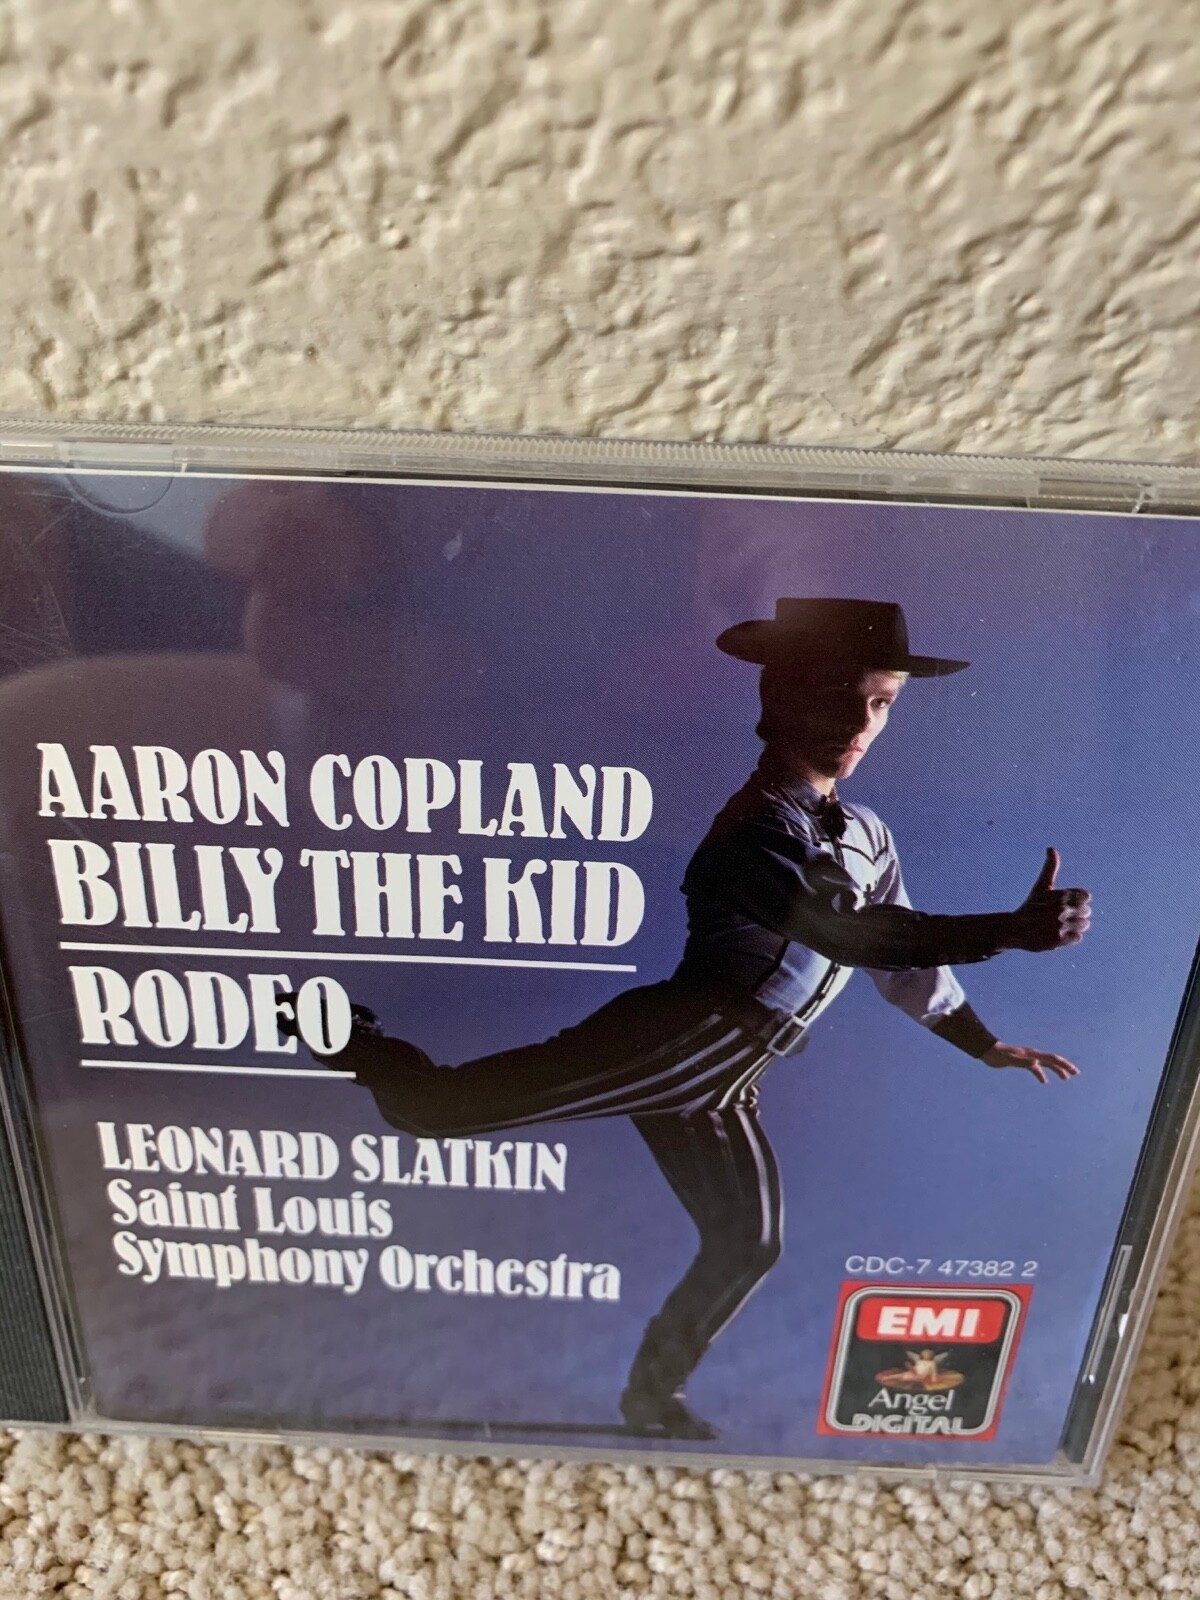 AARON COPLAND
BILLY THE KID
RODEO
LEONARD SLATKIN
Saint Louis
Symphony Orchestra
CDC-7 47382 2
EMI
Angel
DIGITAL